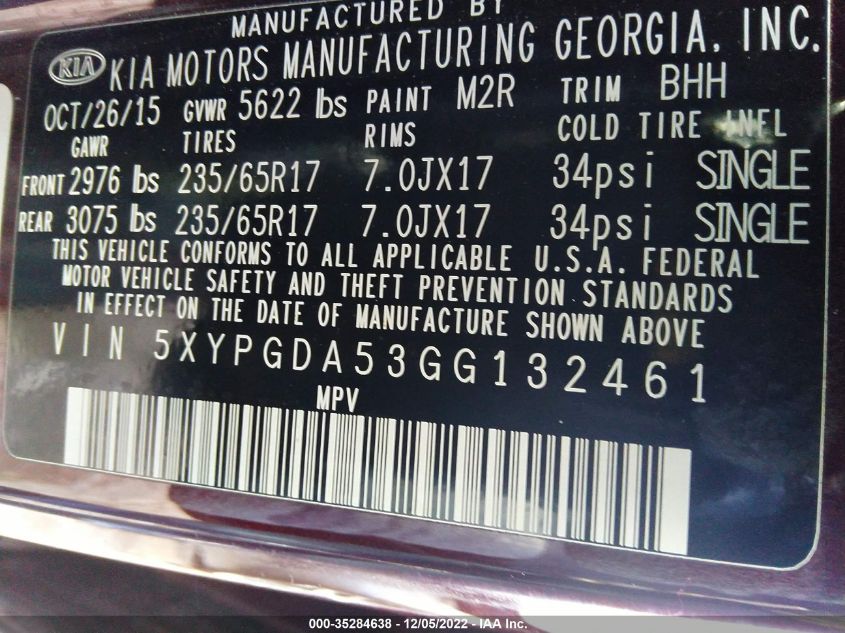 MANUFACTURED BY
KIA KIA MOTORS MANUFACTURING GEORGIA, INC.
OCT/26/15 GVWR 5622 lbs PAINT M2R TRIM BHH
GAWR TIRES RIMS COLD TIRE INFL
FRONT 2976 lbs 235/65R17 7.0JX17 34psi SINGLE
REAR 3075 lbs 235/65R17 7.0JX17 34psi SINGLE
THIS VEHICLE CONFORMS TO ALL APPLICABLE U.S.A. FEDERAL
MOTOR VEHICLE SAFETY AND THEFT PREVENTION STANDARDS
IN EFFECT ON THE DATE OF MANUFACTURE SHOWN ABOVE
VIN 5XYPGDA53GG132461
MPV
000-35284638 - 12/05/2022 - IAA Inc.